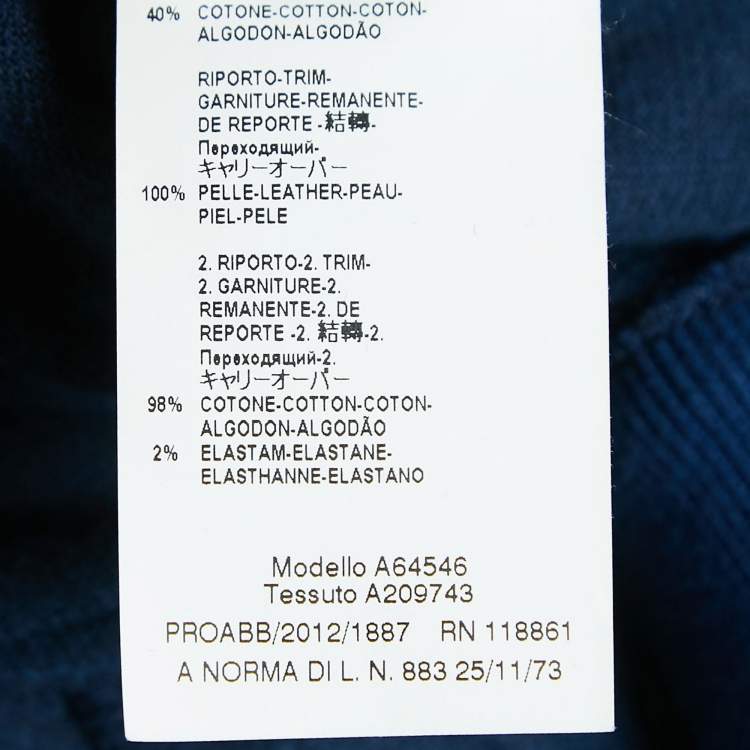 40% COTONE-COTTON-COTON-
ALGODON-ALGODÃO
RIPORTO-TRIM-
GARNITURE-REMANENTE-
DE REPORTE -結轉-
Переходящий-
キャリーオーバー
100% PELLE-LEATHER-PEAU-
PIEL-PELE
2. RIPORTO-2. TRIM-
2. GARNITURE-2.
REMANENTE-2. DE
REPORTE -2. 結轉-2.
Переходящий-2.
キャリーオーバー
98% COTONE-COTTON-COTON-
ALGODON-ALGODÃO
2% ELASTAM-ELASTANE-
ELASTHANNE-ELASTANO
Modello A64546
Tessuto A209743
PROABB/2012/1887 RN 118861
A NORMA DI L. N. 883 25/11/73